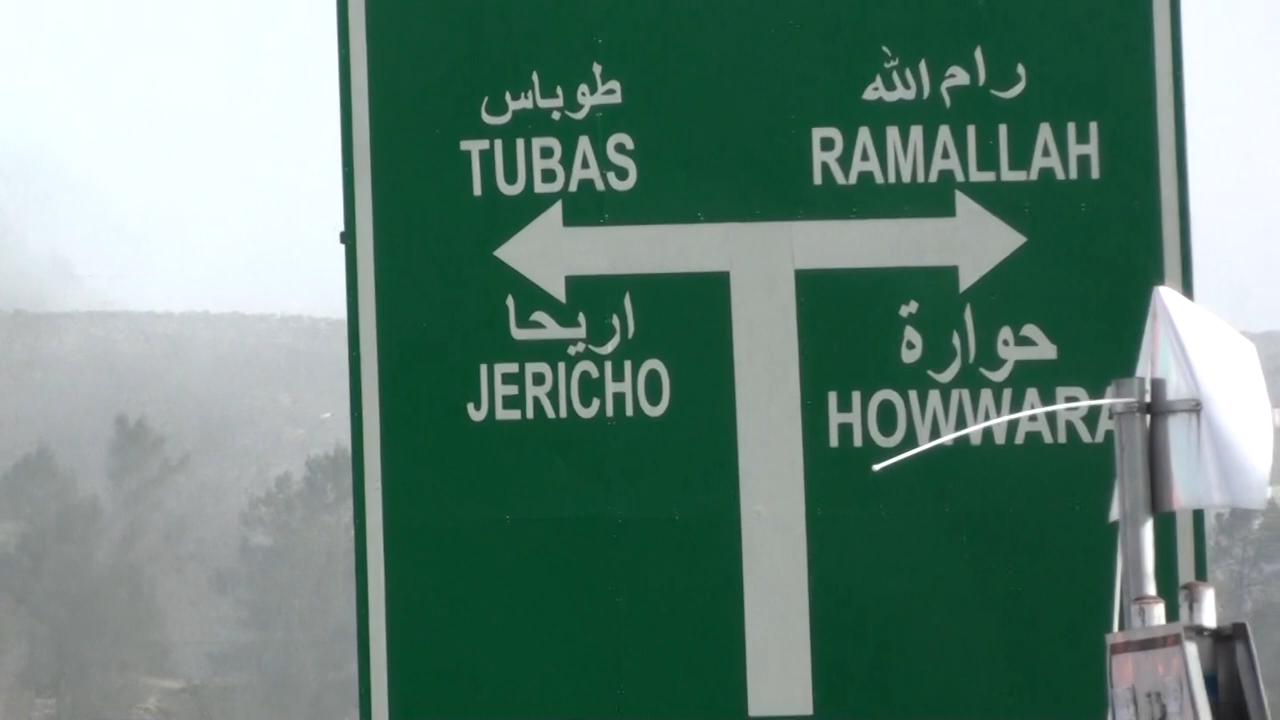 طوباس
TUBAS
رام الله
RAMALLAH
اريحا
JERICHO
حوارة
HOWWARA